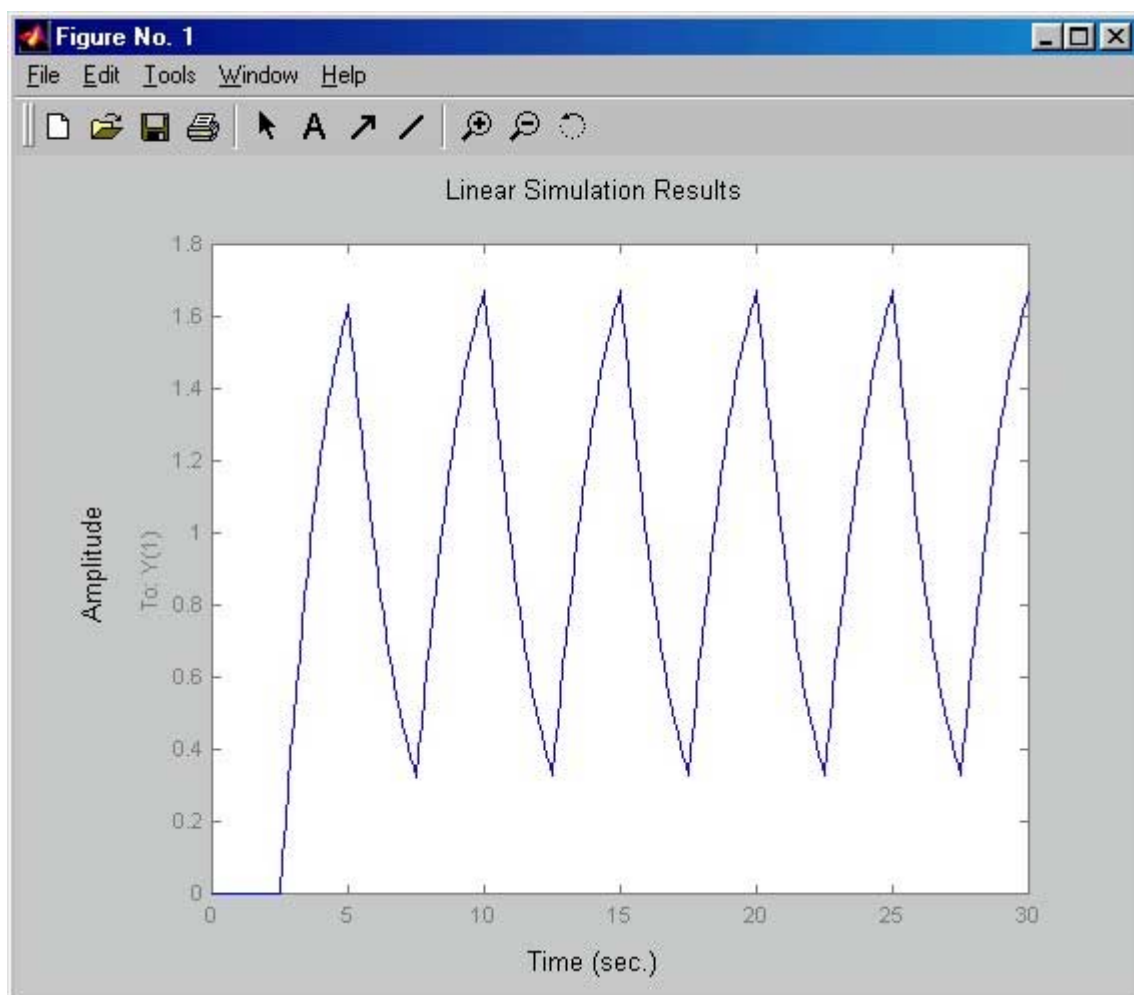 Figure No. 1
File Edit Tools Window Help
A
Linear Simulation Results
1.8
1.6
1.4
1.2
1
0.8
0.6
0.4
0.2
0
Amplitude
To: Y(1)
0 5 10 15 20 25 30
Time (sec.)